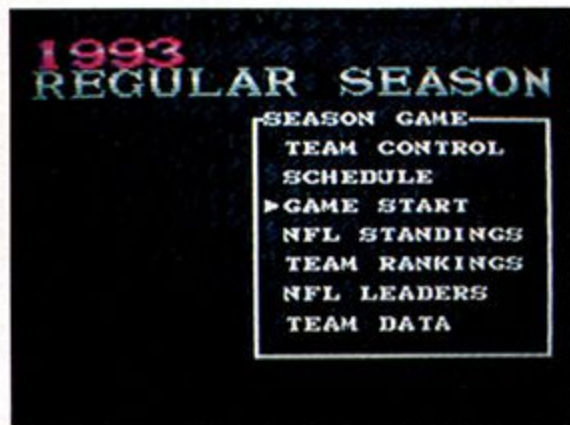 1993
REGULAR SEASON
SEASON GAME
TEAM CONTROL
SCHEDULE
►GAME START
NFL STANDINGS
TEAM RANKINGS
NFL LEADERS
TEAM DATA